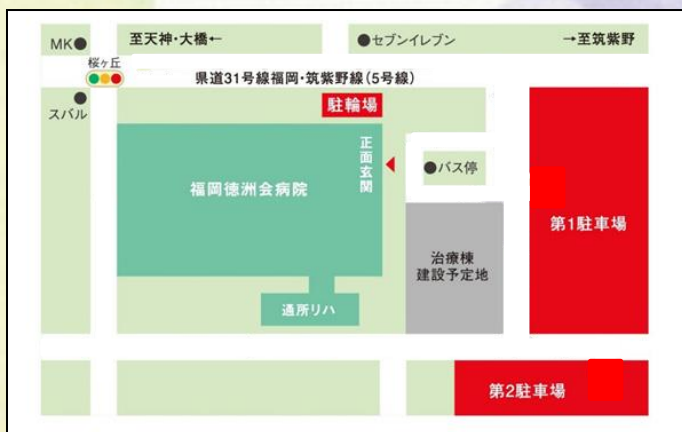 MK●
至天神・大橋←
●セブンイレブン
→至筑紫野
桜ヶ丘
県道31号線福岡・筑紫野線(5号線)
●
スバル
駐輪場
正面玄関
福岡徳洲会病院
●バス停
第1駐車場
治療棟
建設予定地
通所リハ
第2駐車場